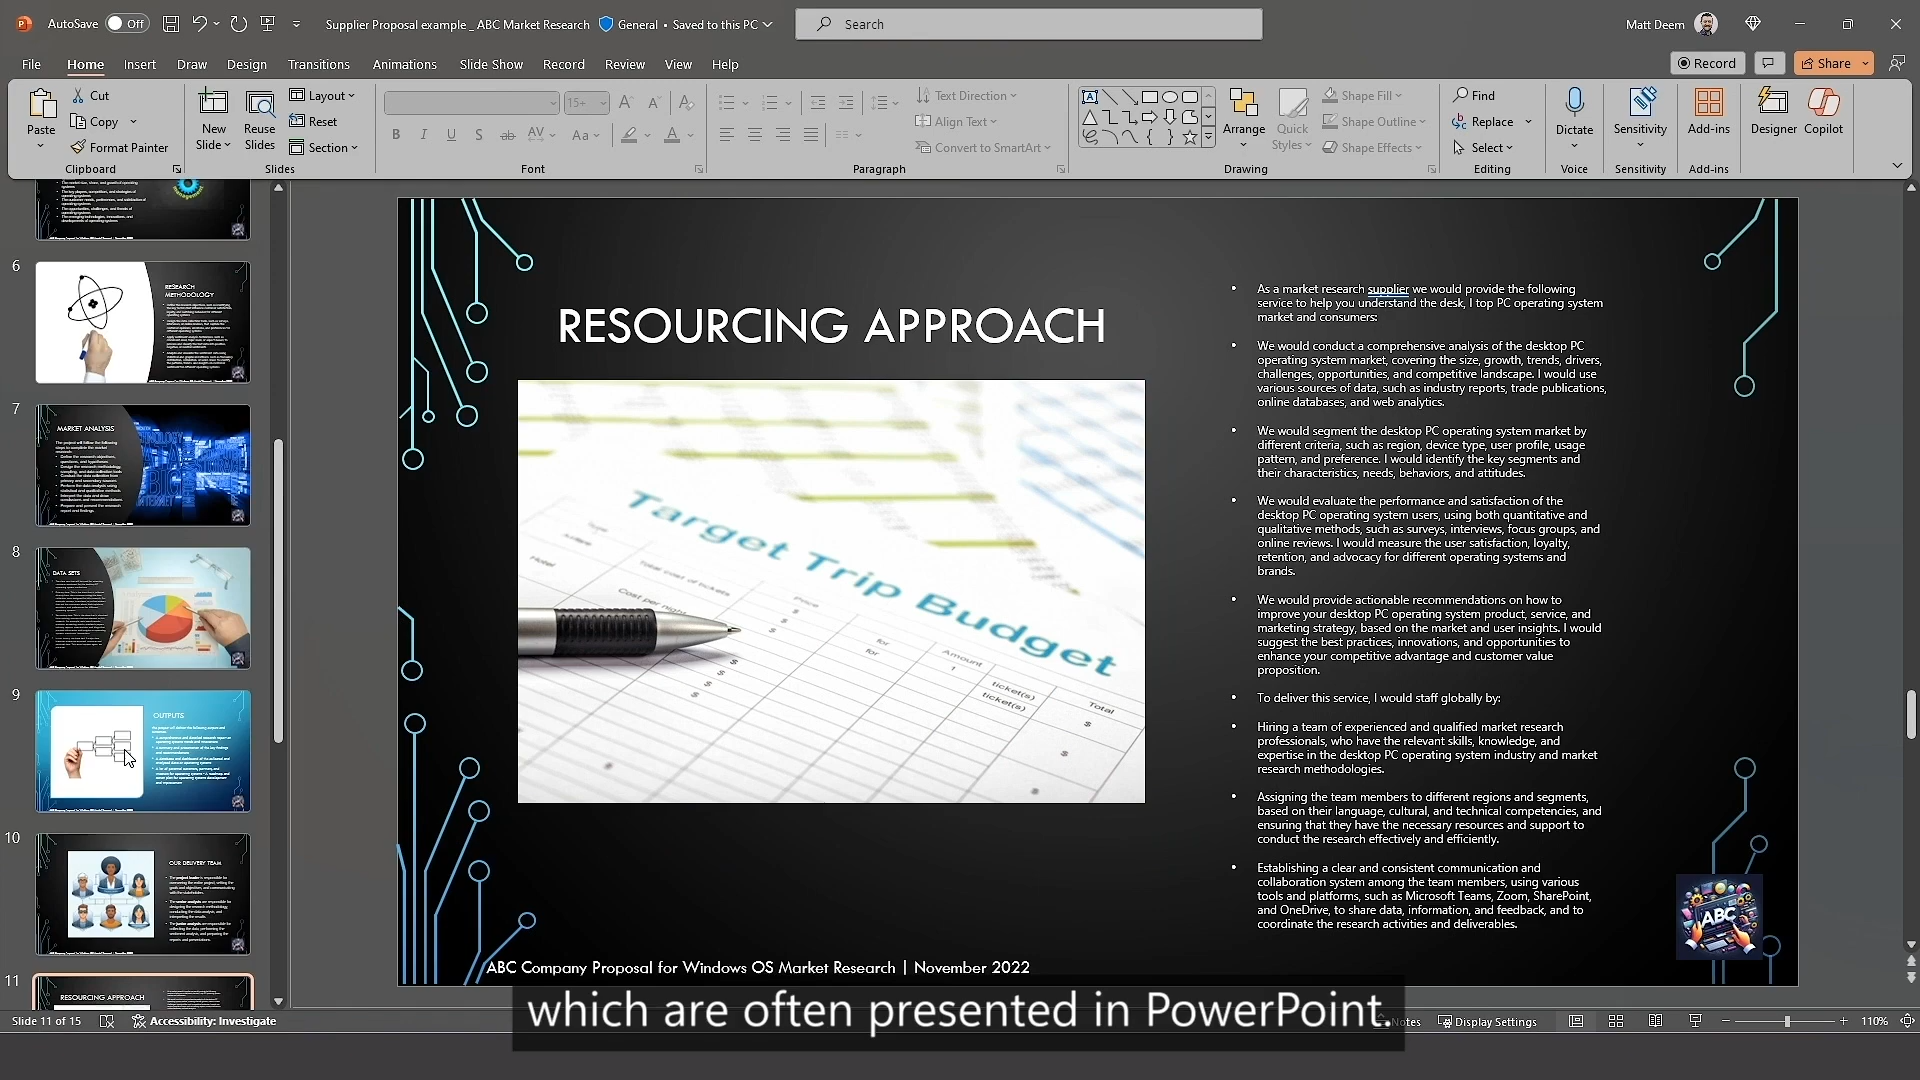 AutoSave
Off
Supplier Proposal example _ ABC Market Research
General • Saved to this PC
Search
Matt Deem
File
Home
Insert
Draw
Design
Transitions
Animations
Slide Show
Record
Review
View
Help
Record
Share
Paste
Cut
Copy
Format Painter
Clipboard
New
Slide
Reuse
Slides
Layout
Reset
Section
Slides
15+
Font
Text Direction
Align Text
Convert to SmartArt
Paragraph
Arrange
Quick
Styles
Shape Fill
Shape Outline
Shape Effects
Drawing
Find
Replace
Select
Editing
Dictate
Voice
Sensitivity
Sensitivity
Add-ins
Add-ins
Designer
Copilot
6
RESEARCH
METHODOLOGY
7
MARKET ANALYSIS
8
DATA SETS
9
OUTPUTS
10
OUR DELIVERY TEAM
11
RESOURCING APPROACH
RESOURCING APPROACH
Target Trip Budget
Hotel
Total cost of tickets
Cost per night
Price
for
for
Amount
ticket(s)
ticket(s)
Total
• As a market research supplier we would provide the following
service to help you understand the desk, I top PC operating system
market and consumers:
• We would conduct a comprehensive analysis of the desktop PC
operating system market, covering the size, growth, trends, drivers,
challenges, opportunities, and competitive landscape. I would use
various sources of data, such as industry reports, trade publications,
online databases, and web analytics.
• We would segment the desktop PC operating system market by
different criteria, such as region, device type, user profile, usage
pattern, and preference. I would identify the key segments and
their characteristics, needs, behaviors, and attitudes.
• We would evaluate the performance and satisfaction of the
desktop PC operating system users, using both quantitative and
qualitative methods, such as surveys, interviews, focus groups, and
online reviews. I would measure the user satisfaction, loyalty,
retention, and advocacy for different operating systems and
brands.
• We would provide actionable recommendations on how to
improve your desktop PC operating system product, service, and
marketing strategy, based on the market and user insights. I would
suggest the best practices, innovations, and opportunities to
enhance your competitive advantage and customer value
proposition.
• To deliver this service, I would staff globally by:
• Hiring a team of experienced and qualified market research
professionals, who have the relevant skills, knowledge, and
expertise in the desktop PC operating system industry and market
research methodologies.
• Assigning the team members to different regions and segments,
based on their language, cultural, and technical competencies, and
ensuring that they have the necessary resources and support to
conduct the research effectively and efficiently.
• Establishing a clear and consistent communication and
collaboration system among the team members, using various
tools and platforms, such as Microsoft Teams, Zoom, SharePoint,
and OneDrive, to share data, information, and feedback, and to
coordinate the research activities and deliverables.
ABC
ABC Company Proposal for Windows OS Market Research | November 2022
which are often presented in PowerPoint.
Slide 11 of 15
Accessibility: Investigate
Notes
Display Settings
110%